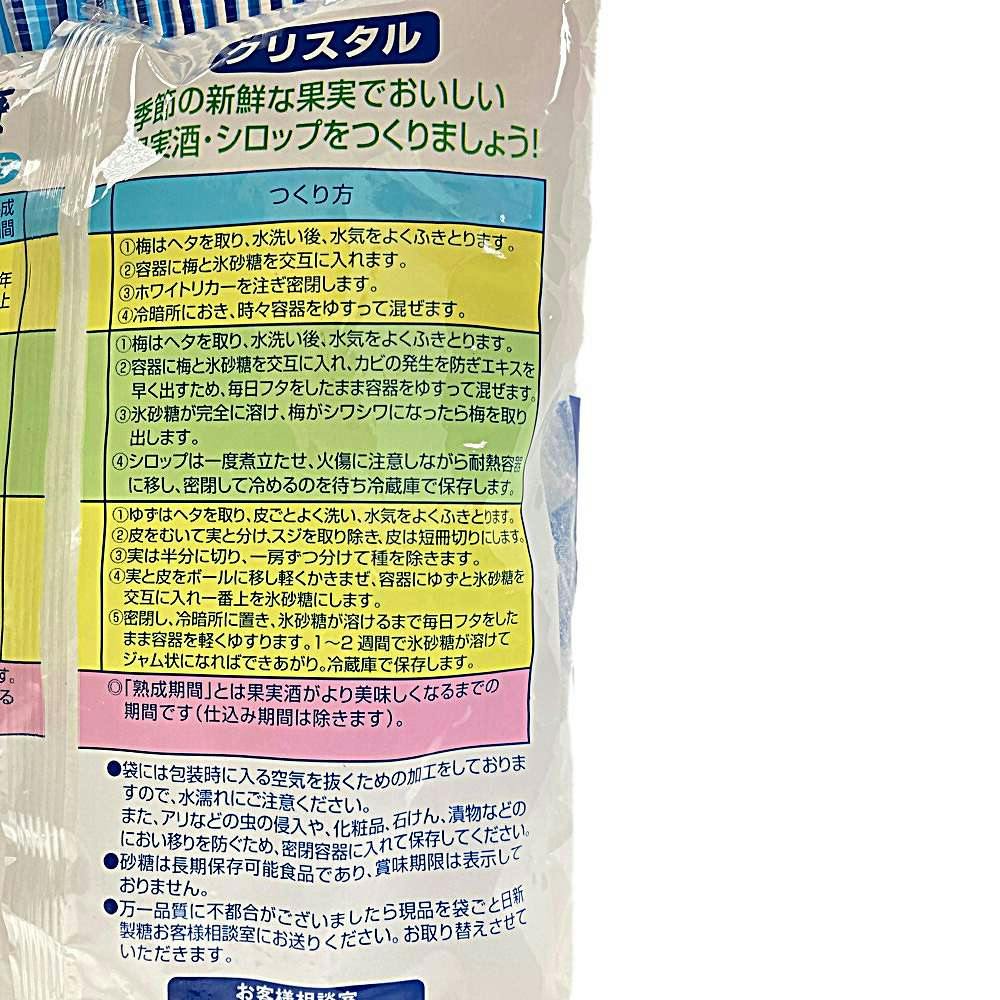 クリスタル
季節の新鮮な果実でおいしい
果実酒・シロップをつくりましょう!
成
間
つくり方
年
上
①梅はヘタを取り、水洗い後、水気をよくふきとります。
②容器に梅と氷砂糖を交互に入れます。
③ホワイトリカーを注ぎ密閉します。
④冷暗所におき、時々容器をゆすって混ぜます。
①梅はヘタを取り、水洗い後、水気をよくふきとります。
②容器に梅と氷砂糖を交互に入れ、カビの発生を防ぎエキスを
早く出すため、毎日フタをしたまま容器をゆすって混ぜます。
③氷砂糖が完全に溶け、梅がシワシワになったら梅を取り
出します。
④シロップは一度煮立たせ、火傷に注意しながら耐熱容器
に移し、密閉して冷めるのを待ち冷蔵庫で保存します。
①ゆずはヘタを取り、皮ごとよく洗い、水気をよくふきとります。
②皮をむいて実と分け、スジを取り除き、皮は短冊切りにします。
③実は半分に切り、一房ずつ分けて種を除きます。
④実と皮をボールに移し軽くかきまぜ、容器にゆずと氷砂糖を
交互に入れ一番上を氷砂糖にします。
⑤密閉し、冷暗所に置き、氷砂糖が溶けるまで毎日フタをした
まま容器を軽くゆすります。1〜2週間で氷砂糖が溶けて
ジャム状になればできあがり。冷蔵庫で保存します。
す。
る
◎「熟成期間」とは果実酒がより美味しくなるまでの
期間です(仕込み期間は除きます)。
●袋には包装時に入る空気を抜くための加工をしておりま
すので、水濡れにご注意ください。
また、アリなどの虫の侵入や、化粧品、石けん、漬物などの
におい移りを防ぐため、密閉容器に入れて保存してください。
●砂糖は長期保存可能食品であり、賞味期限は表示して
おりません。
●万一品質に不都合がございましたら現品を袋ごと日新
製糖お客様相談室にお送りください。お取り替えさせて
いただきます。
お客様相談室